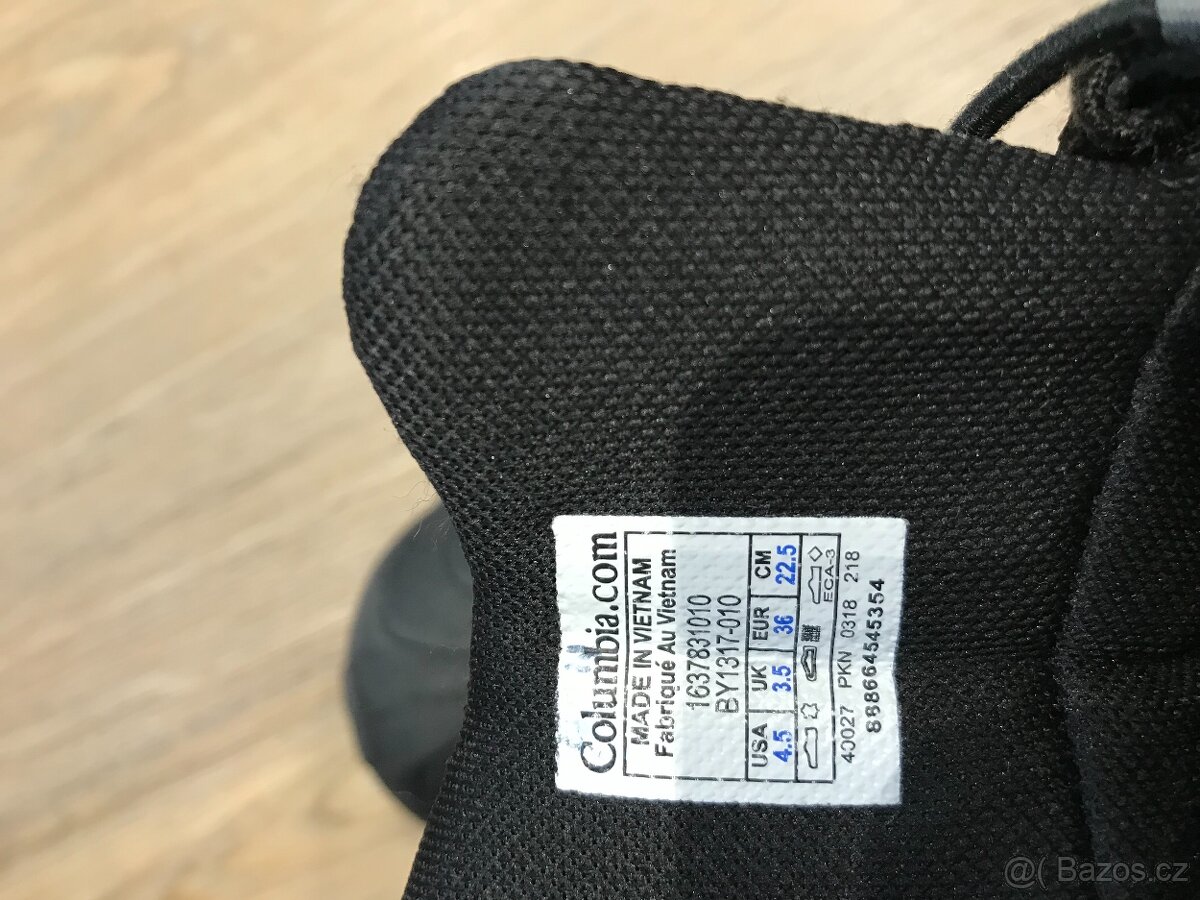 Columbia.com
MADE IN VIETNAM
Fabriqué Au Vietnam
1637831010
BY1317-010
USA UK EUR CM
4.5 3.5 36 22.5
ECA-3
40027 PKN 0318 218
888664545354
@( Bazos.cz